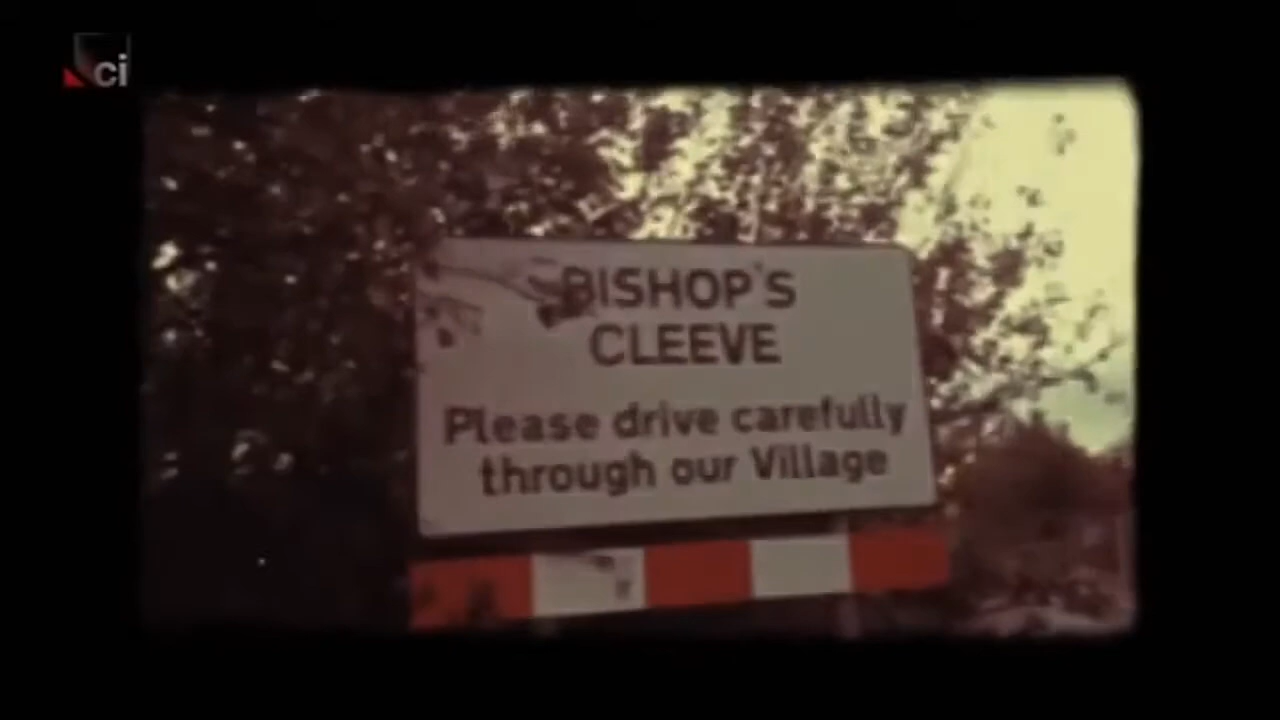 ci
BISHOP'S
CLEEVE
Please drive carefully
through our Village